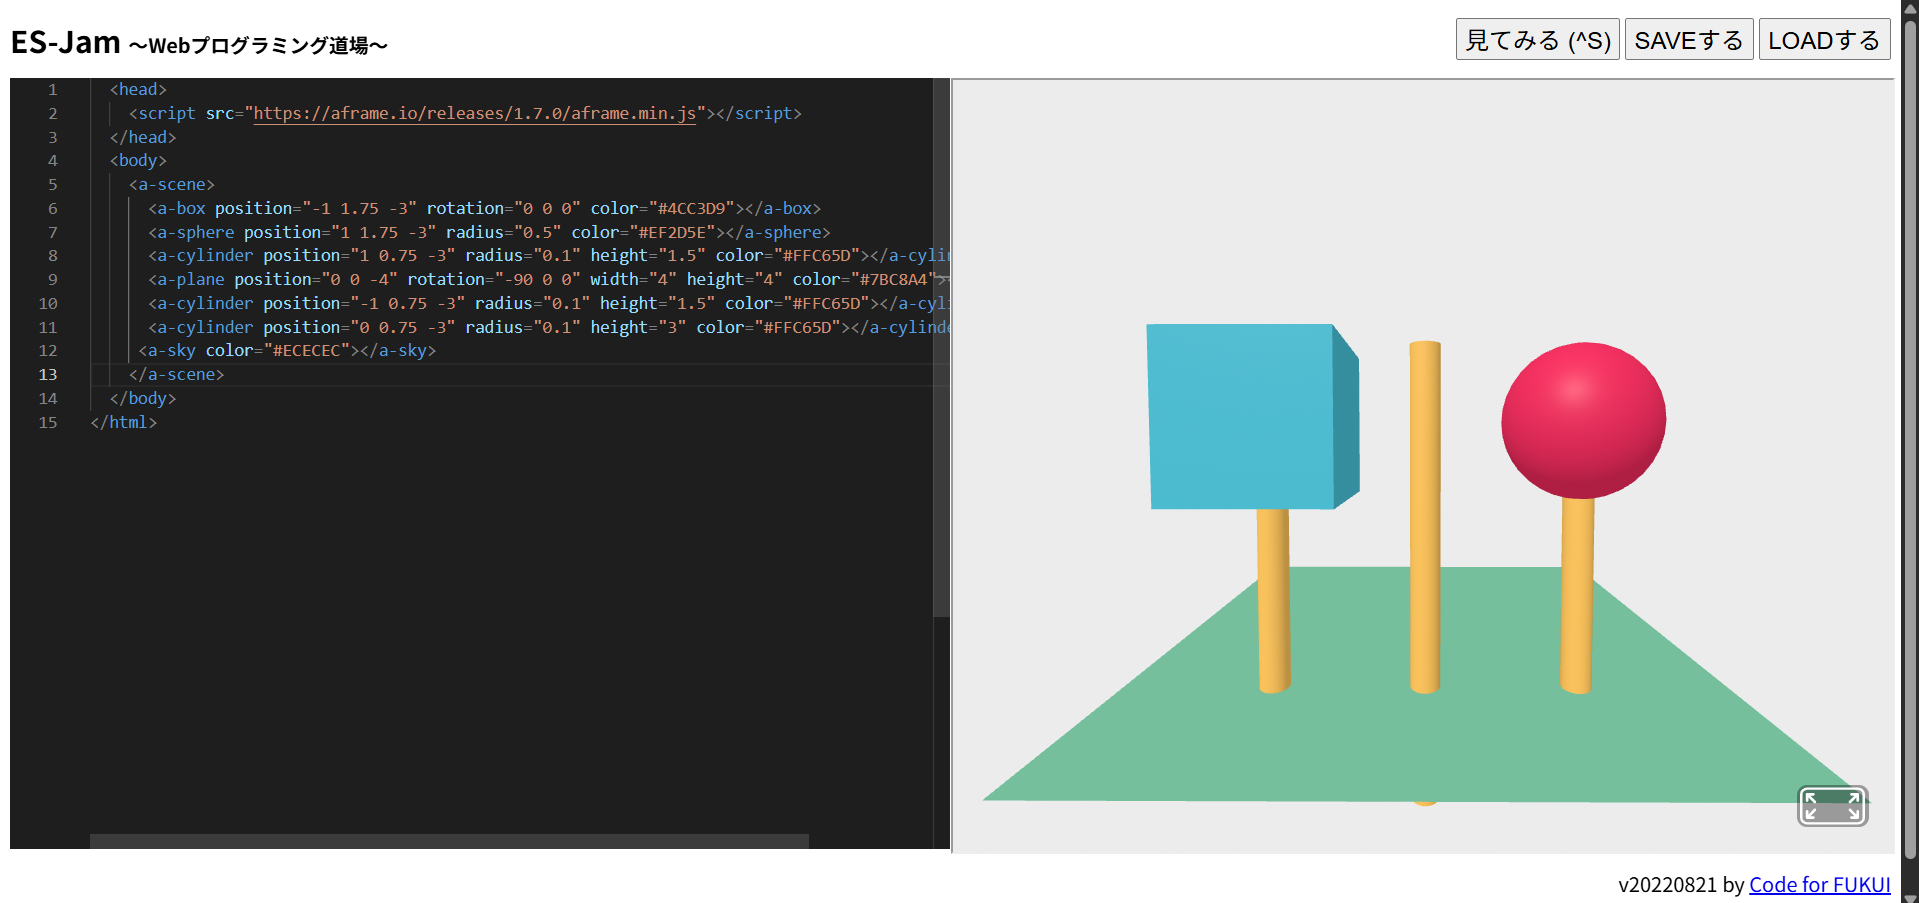 ES-Jam 〜Webプログラミング道場〜
見てみる (^S) SAVEする LOADする
1 <head>
2 <script src="https://aframe.io/releases/1.7.0/aframe.min.js"></script>
3 </head>
4 <body>
5 <a-scene>
6 <a-box position="-1 1.75 -3" rotation="0 0 0" color="#4CC3D9"></a-box>
7 <a-sphere position="1 1.75 -3" radius="0.5" color="#EF2D5E"></a-sphere>
8 <a-cylinder position="1 0.75 -3" radius="0.1" height="1.5" color="#FFC65D"></a-cylin
9 <a-plane position="0 0 -4" rotation="-90 0 0" width="4" height="4" color="#7BC8A4"><
10 <a-cylinder position="-1 0.75 -3" radius="0.1" height="1.5" color="#FFC65D"></a-cyli
11 <a-cylinder position="0 0.75 -3" radius="0.1" height="3" color="#FFC65D"></a-cylinde
12 <a-sky color="#ECECEC"></a-sky>
13 </a-scene>
14 </body>
15 </html>
v20220821 by Code for FUKUI